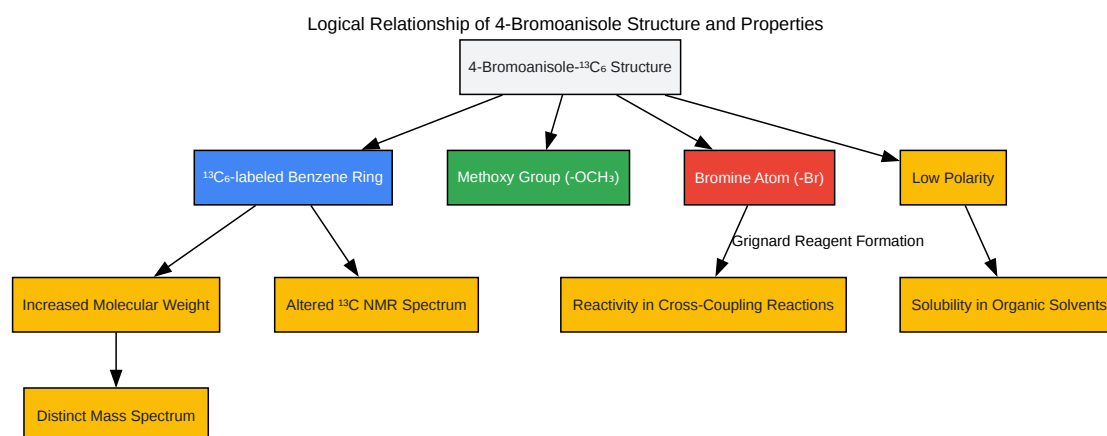 Logical Relationship of 4-Bromoanisole Structure and Properties
4-Bromoanisole-¹³C₆ Structure
¹³C₆-labeled Benzene Ring
Methoxy Group (-OCH₃)
Bromine Atom (-Br)
Low Polarity
Grignard Reagent Formation
Increased Molecular Weight
Altered ¹³C NMR Spectrum
Reactivity in Cross-Coupling Reactions
Solubility in Organic Solvents
Distinct Mass Spectrum